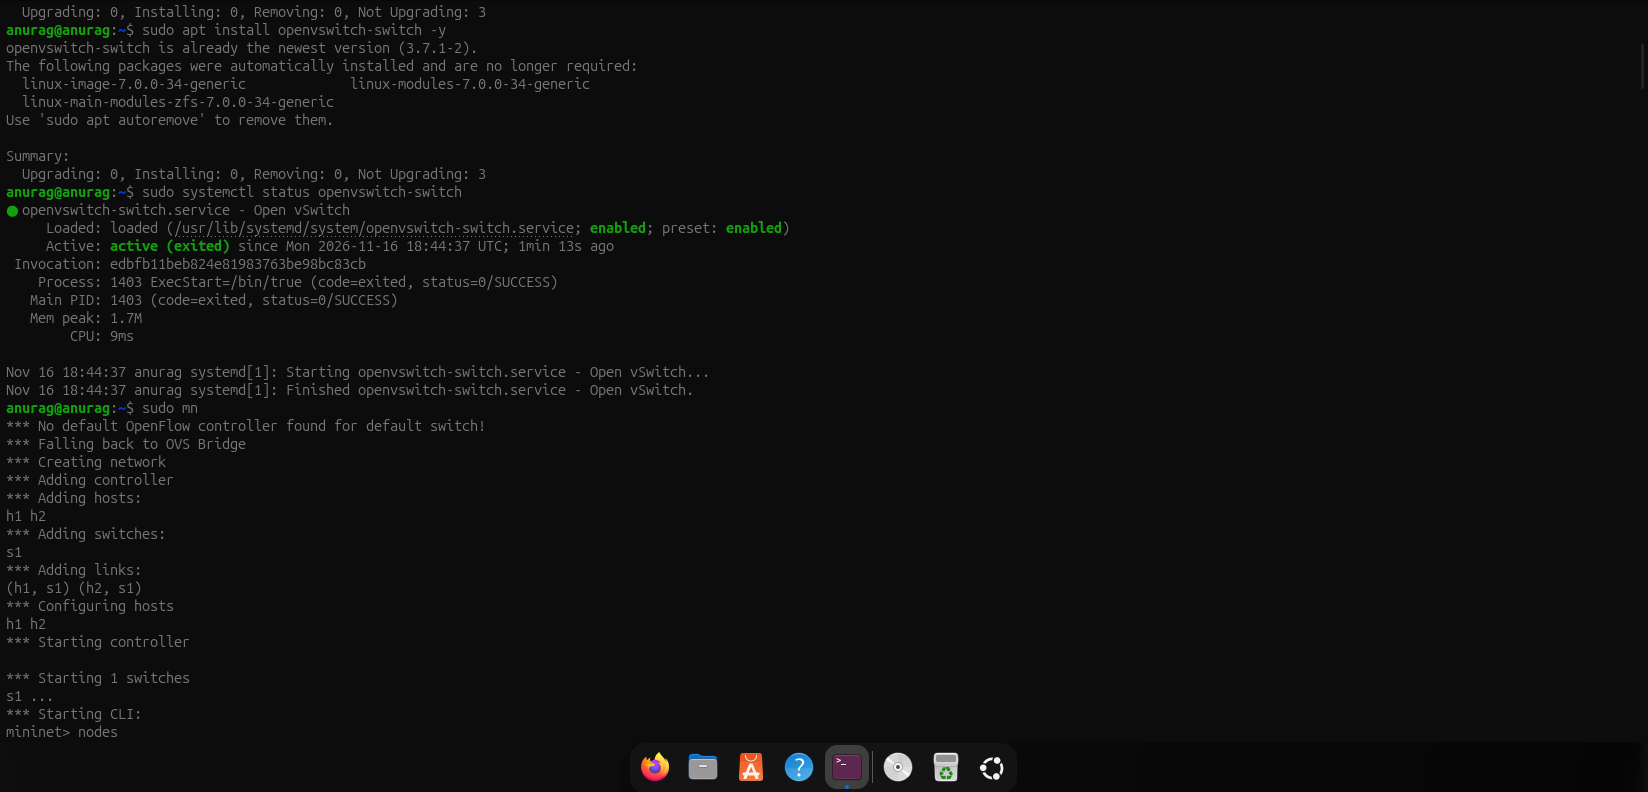 Upgrading: 0, Installing: 0, Removing: 0, Not Upgrading: 3
anurag@anurag:~$ sudo apt install openvswitch-switch -y
openvswitch-switch is already the newest version (3.7.1-2).
The following packages were automatically installed and are no longer required:
  linux-image-7.0.0-34-generic             linux-modules-7.0.0-34-generic
  linux-main-modules-zfs-7.0.0-34-generic
Use 'sudo apt autoremove' to remove them.

Summary:
  Upgrading: 0, Installing: 0, Removing: 0, Not Upgrading: 3
anurag@anurag:~$ sudo systemctl status openvswitch-switch
● openvswitch-switch.service - Open vSwitch
     Loaded: loaded (/usr/lib/systemd/system/openvswitch-switch.service; enabled; preset: enabled)
     Active: active (exited) since Mon 2026-11-16 18:44:37 UTC; 1min 13s ago
 Invocation: edbfb11beb824e81983763be98bc83cb
    Process: 1403 ExecStart=/bin/true (code=exited, status=0/SUCCESS)
   Main PID: 1403 (code=exited, status=0/SUCCESS)
   Mem peak: 1.7M
        CPU: 9ms

Nov 16 18:44:37 anurag systemd[1]: Starting openvswitch-switch.service - Open vSwitch...
Nov 16 18:44:37 anurag systemd[1]: Finished openvswitch-switch.service - Open vSwitch.
anurag@anurag:~$ sudo mn
*** No default OpenFlow controller found for default switch!
*** Falling back to OVS Bridge
*** Creating network
*** Adding controller
*** Adding hosts:
h1 h2
*** Adding switches:
s1
*** Adding links:
(h1, s1) (h2, s1)
*** Configuring hosts
h1 h2
*** Starting controller

*** Starting 1 switches
s1 ...
*** Starting CLI:
mininet> nodes